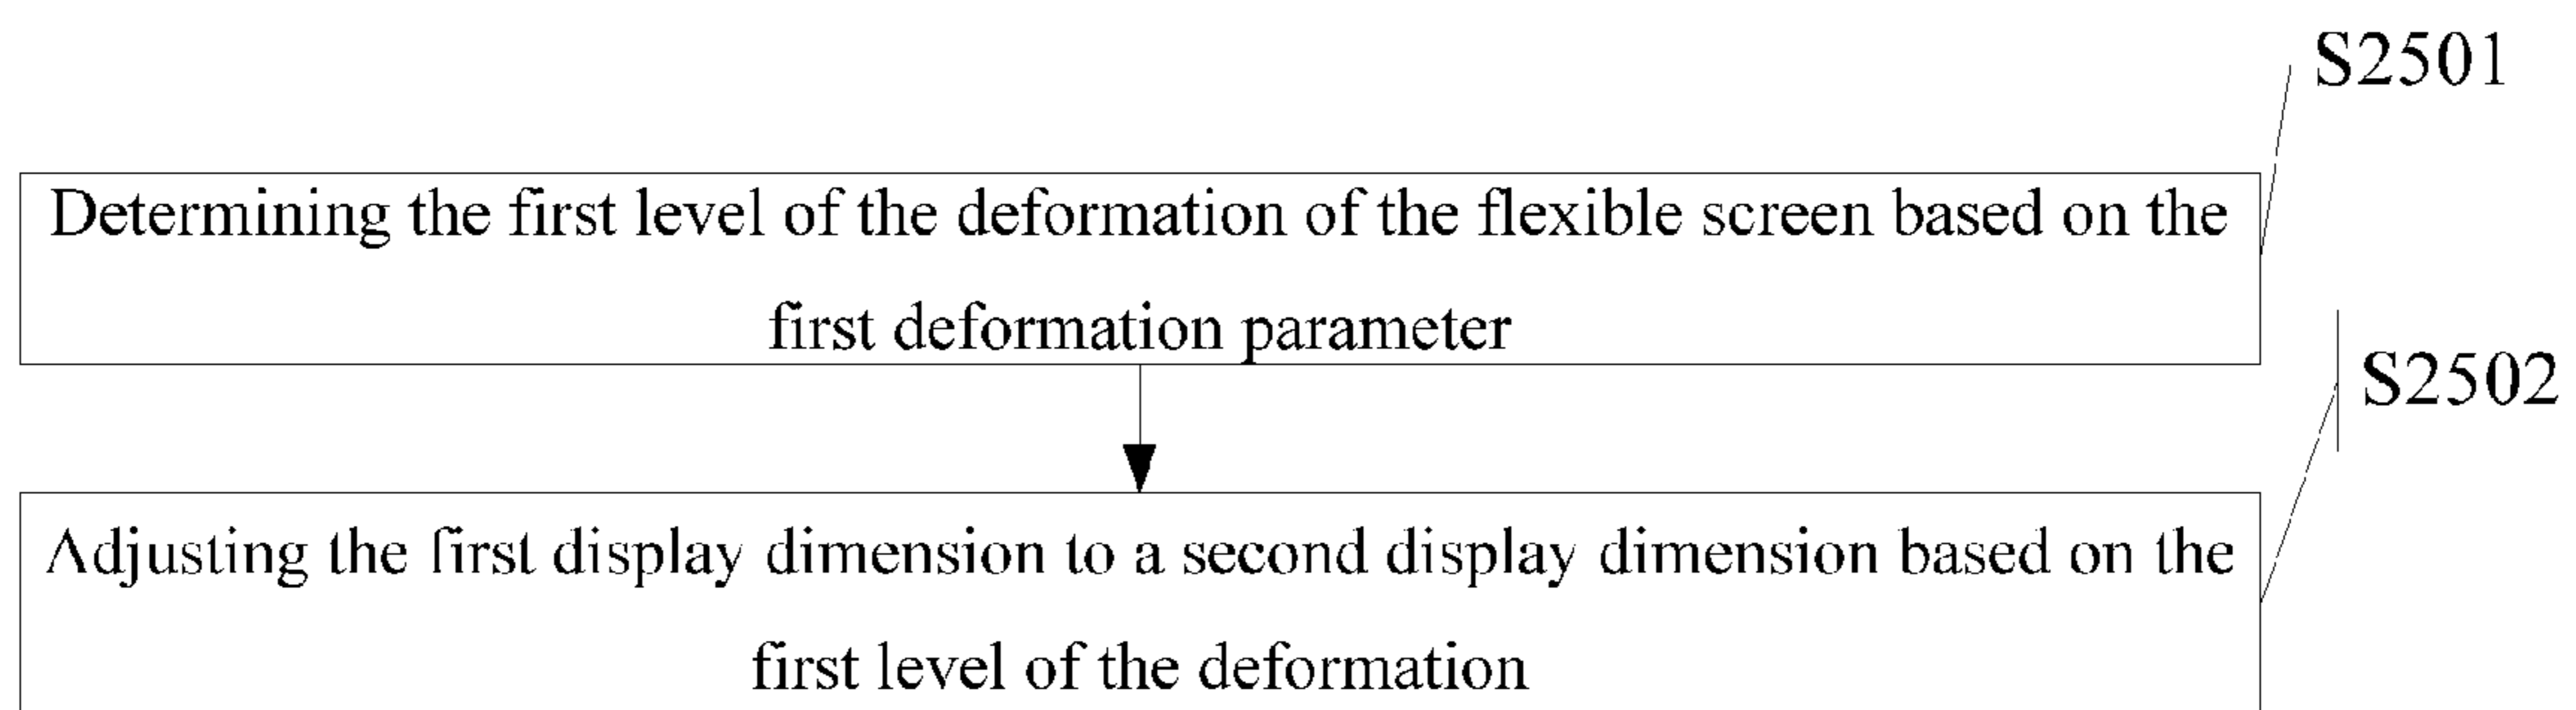 S2501
Determining the first level of the deformation of the flexible screen based on the
first deformation parameter
S2502
Adjusting the first display dimension to a second display dimension based on the
first level of the deformation